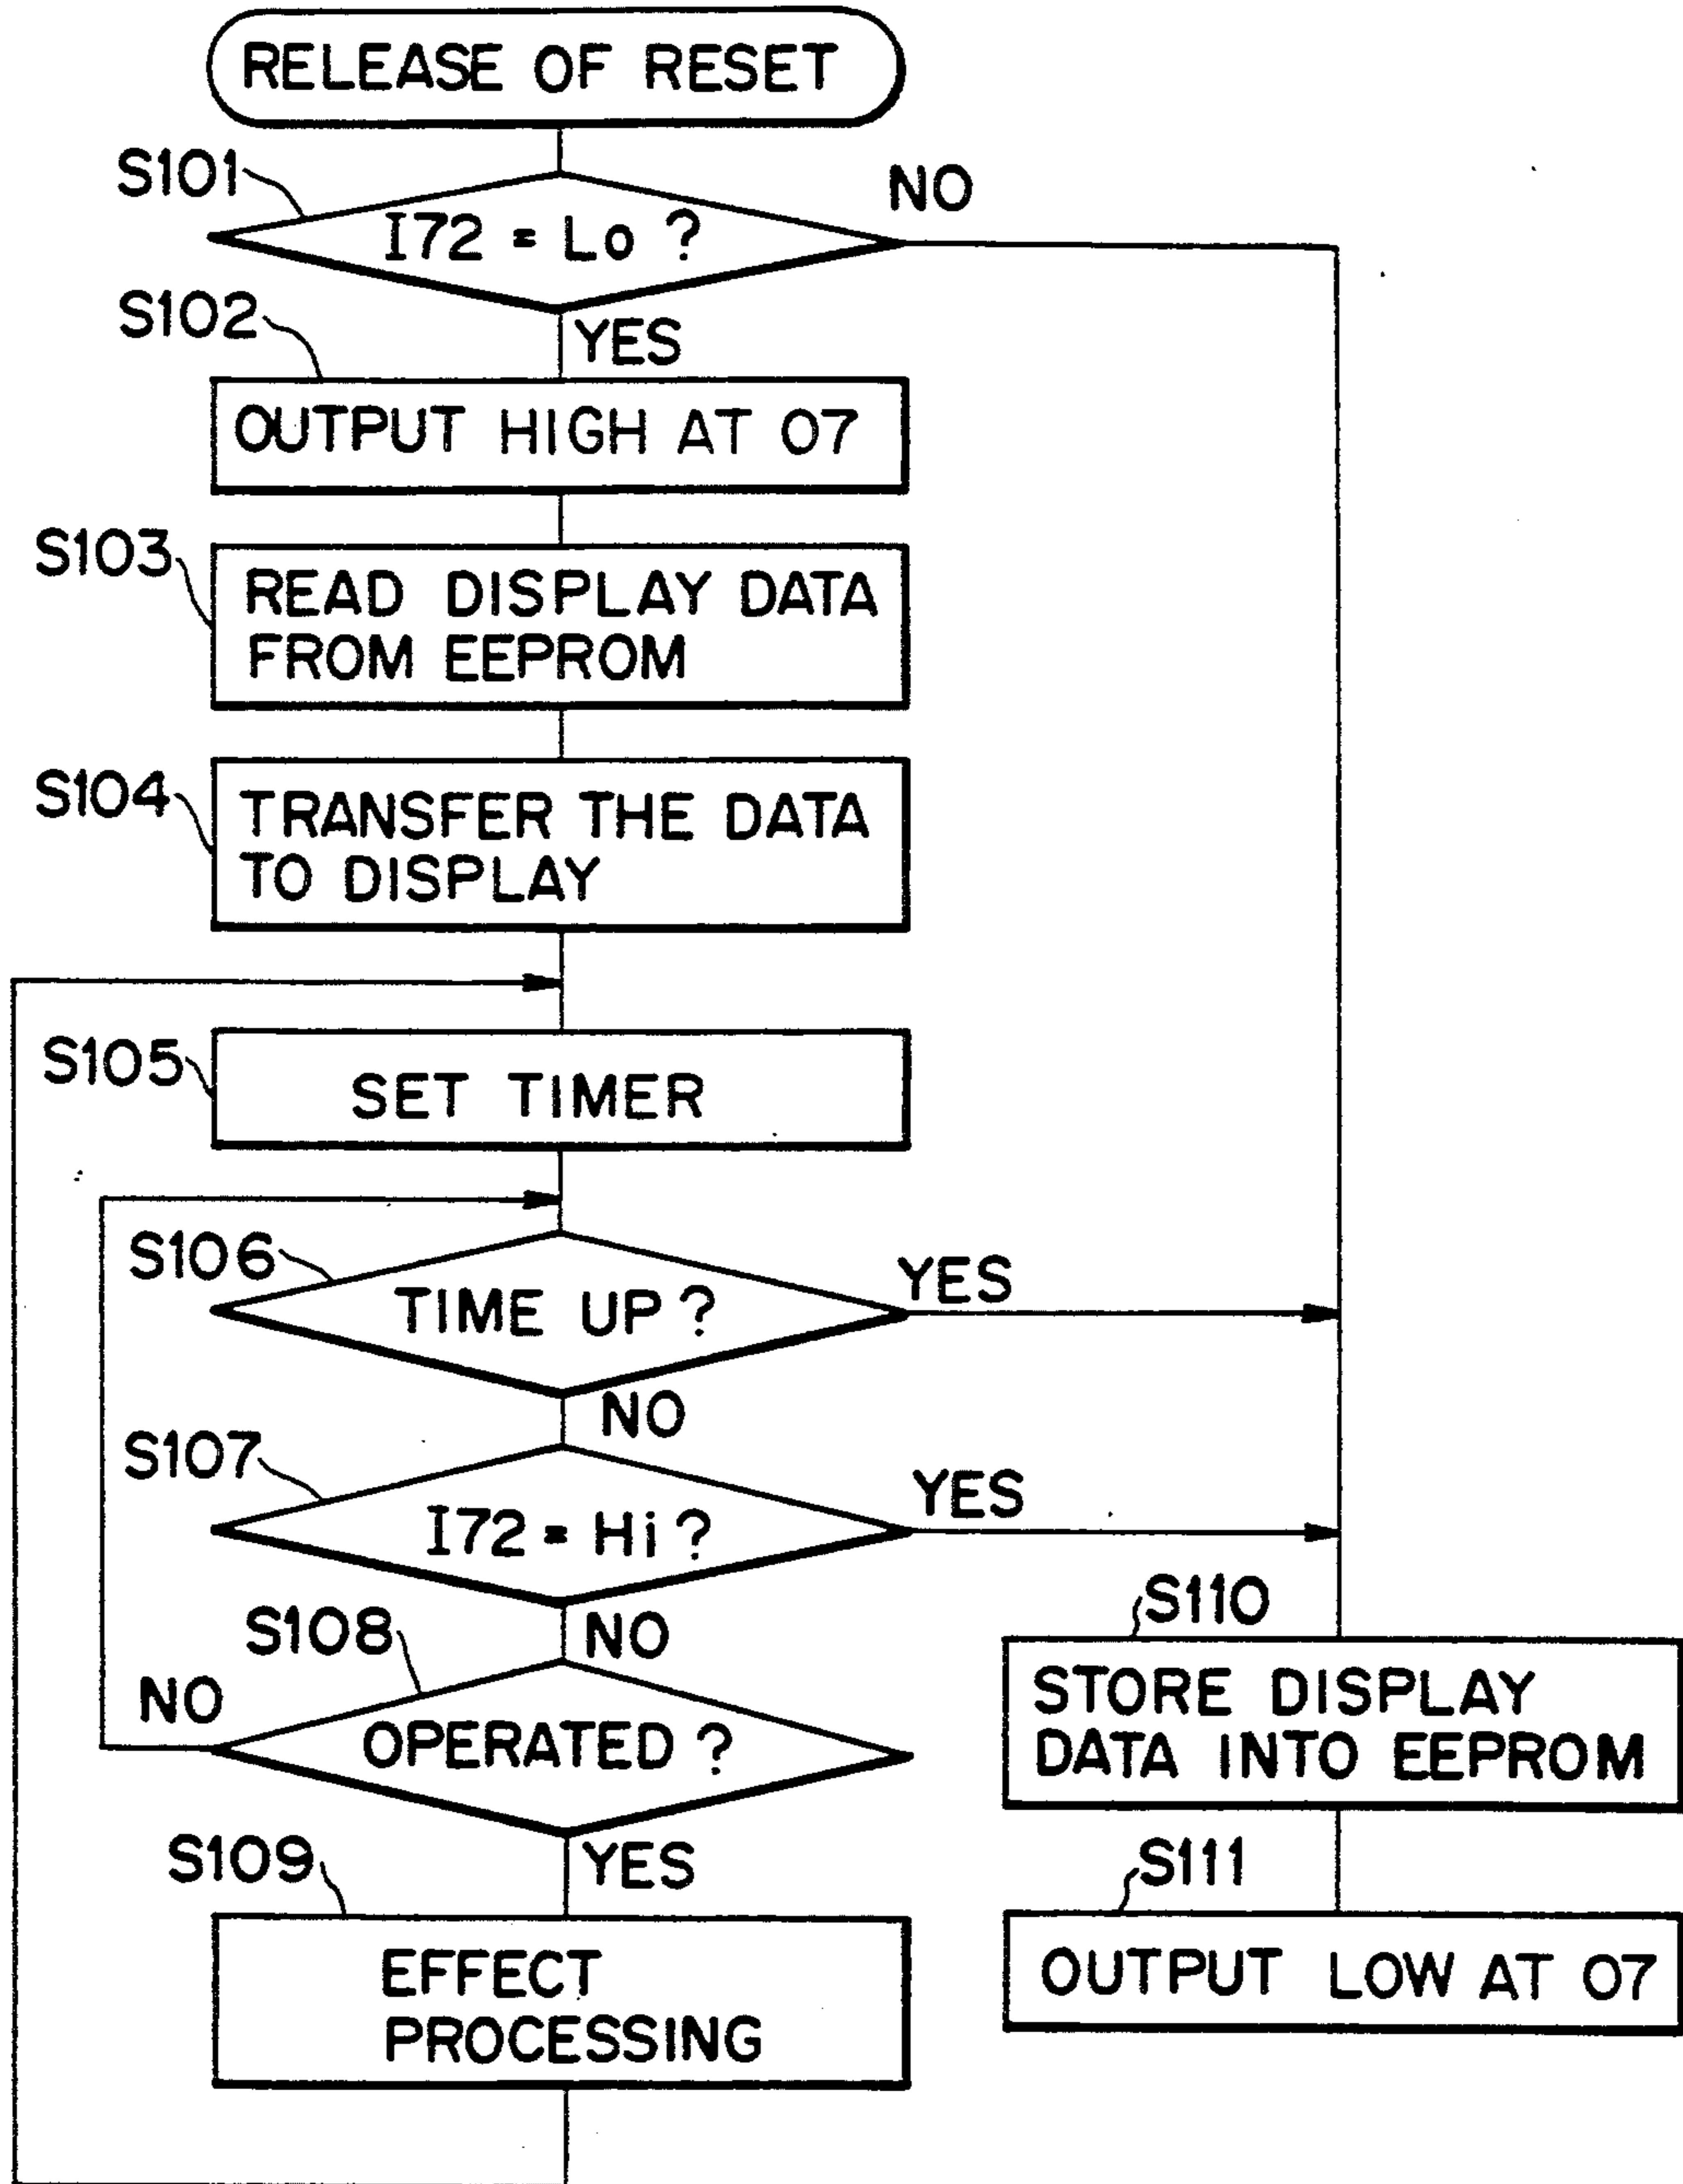 RELEASE OF RESET
S101
I72 = Lo ?
NO
S102
YES
OUTPUT HIGH AT 07
S103
READ DISPLAY DATA
FROM EEPROM
S104
TRANSFER THE DATA
TO DISPLAY
S105
SET TIMER
S106
TIME UP ?
YES
NO
S107
I72 = Hi ?
YES
NO
S108
OPERATED ?
NO
YES
S109
EFFECT
PROCESSING
S110
STORE DISPLAY
DATA INTO EEPROM
S111
OUTPUT LOW AT 07